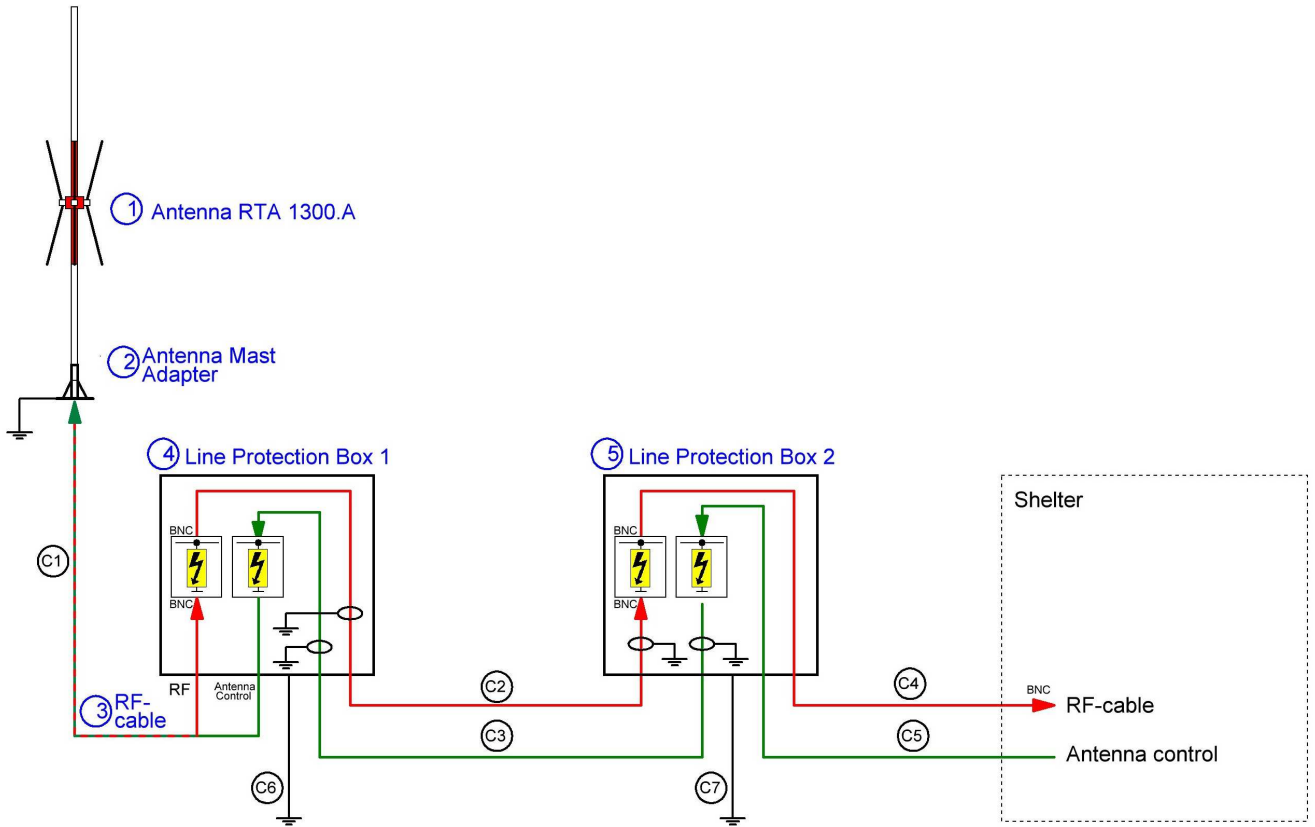 1 Antenna RTA 1300.A
2 Antenna Mast
Adapter
4 Line Protection Box 1
5 Line Protection Box 2
Shelter
BNC
BNC
C1
BNC
BNC
RF
Antenna
Control
3 RF-
cable
C2
C4
BNC
RF-cable
C3
C5
Antenna control
C6
C7